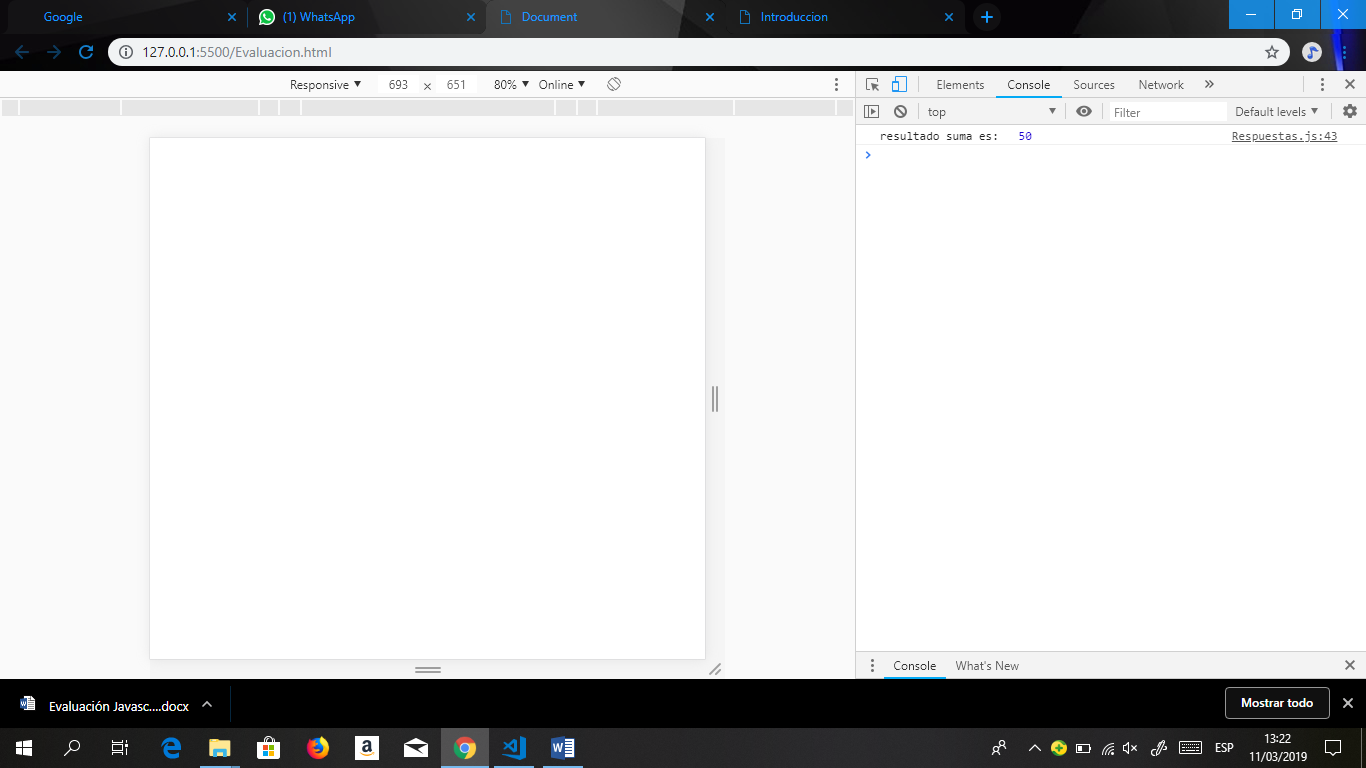 Google (1) WhatsApp Document Introduccion
127.0.0.1:5500/Evaluacion.html
Responsive 693 × 651 80% Online
Elements Console Sources Network
top Filter Default levels
resultado suma es: 50 Respuestas.js:43
Console What's New
Evaluación Javasc....docx Mostrar todo
ESP 13:22
11/03/2019